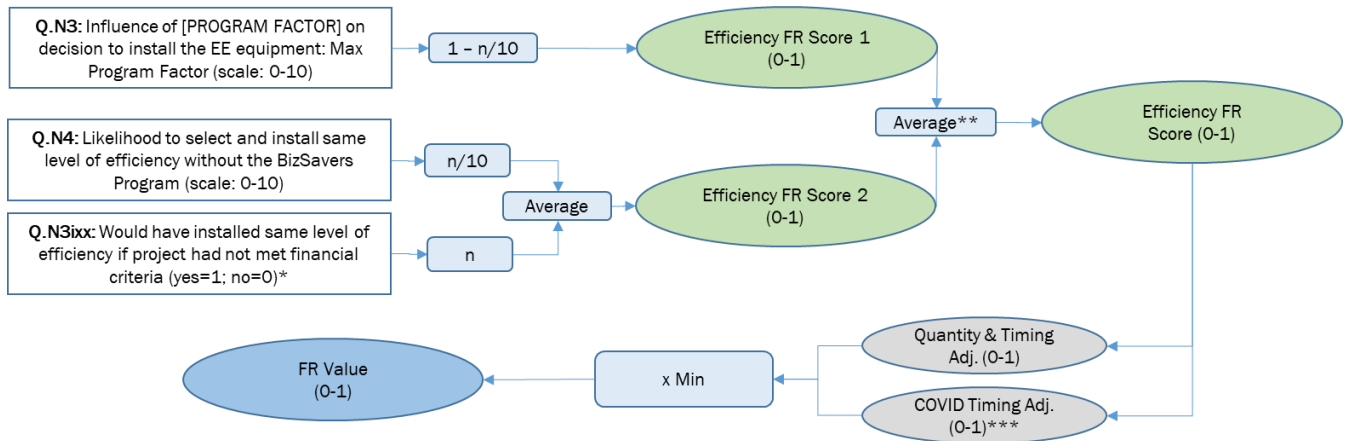 Q.N3: Influence of [PROGRAM FACTOR] on
decision to install the EE equipment: Max
Program Factor (scale: 0-10)
1 – n/10
Efficiency FR Score 1
(0-1)
Q.N4: Likelihood to select and install same
level of efficiency without the BizSavers
Program (scale: 0-10)
n/10
Q.N3ixx: Would have installed same level of
efficiency if project had not met financial
criteria (yes=1; no=0)*
n
Average
Efficiency FR Score 2
(0-1)
Average**
Efficiency FR
Score (0-1)
Quantity & Timing
Adj. (0-1)
COVID Timing Adj.
(0-1)***
x Min
FR Value
(0-1)